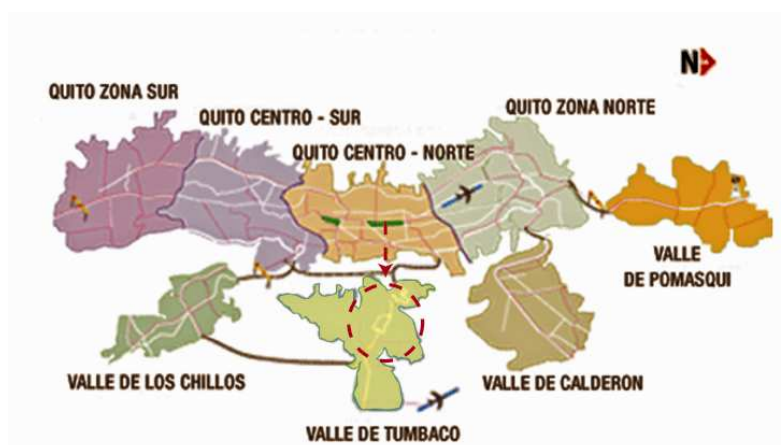 N
QUITO ZONA SUR
QUITO CENTRO - SUR
QUITO ZONA NORTE
QUITO CENTRO - NORTE
VALLE
DE POMASQUI
VALLE DE LOS CHILLOS
VALLE DE CALDERON
VALLE DE TUMBACO